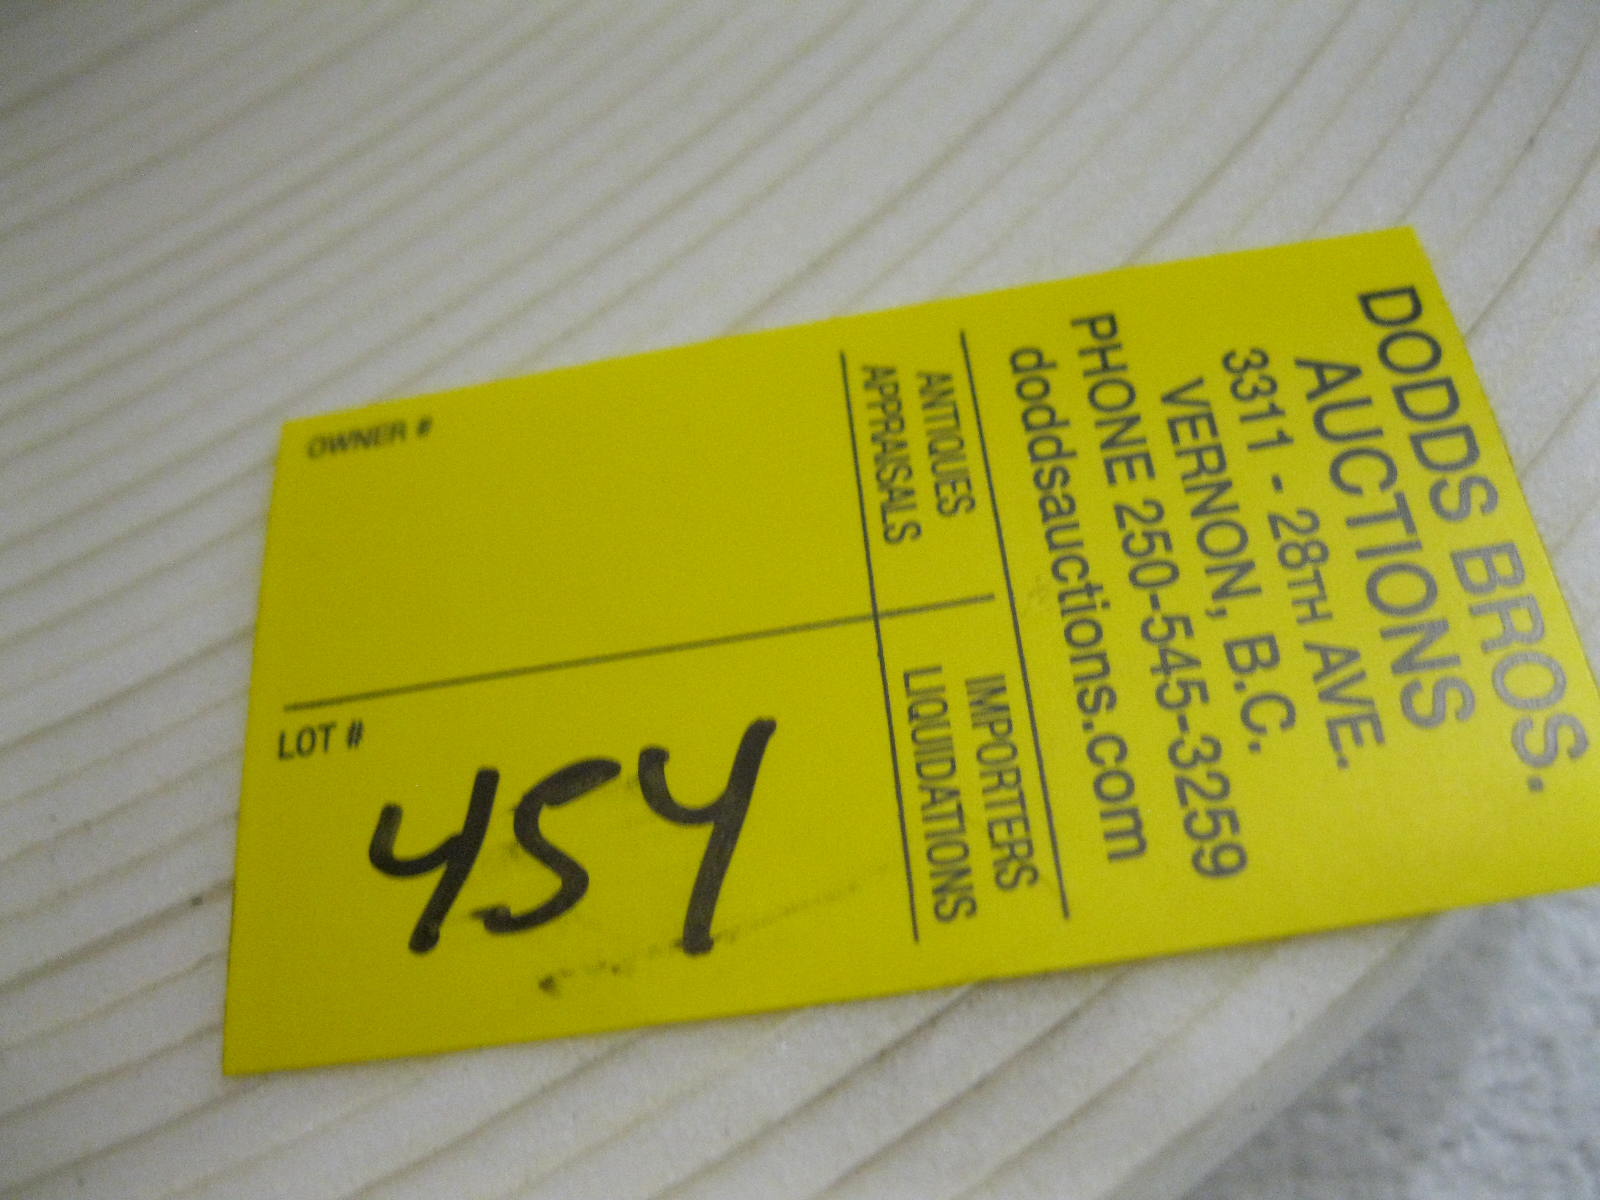 DODDS BROS.
AUCTIONS
3311 - 28TH AVE.
VERNON, B.C.
PHONE 250-545-3259
doddsauctions.com
ANTIQUES
APPRAISALS
IMPORTERS
LIQUIDATIONS
OWNER #
LOT #
454